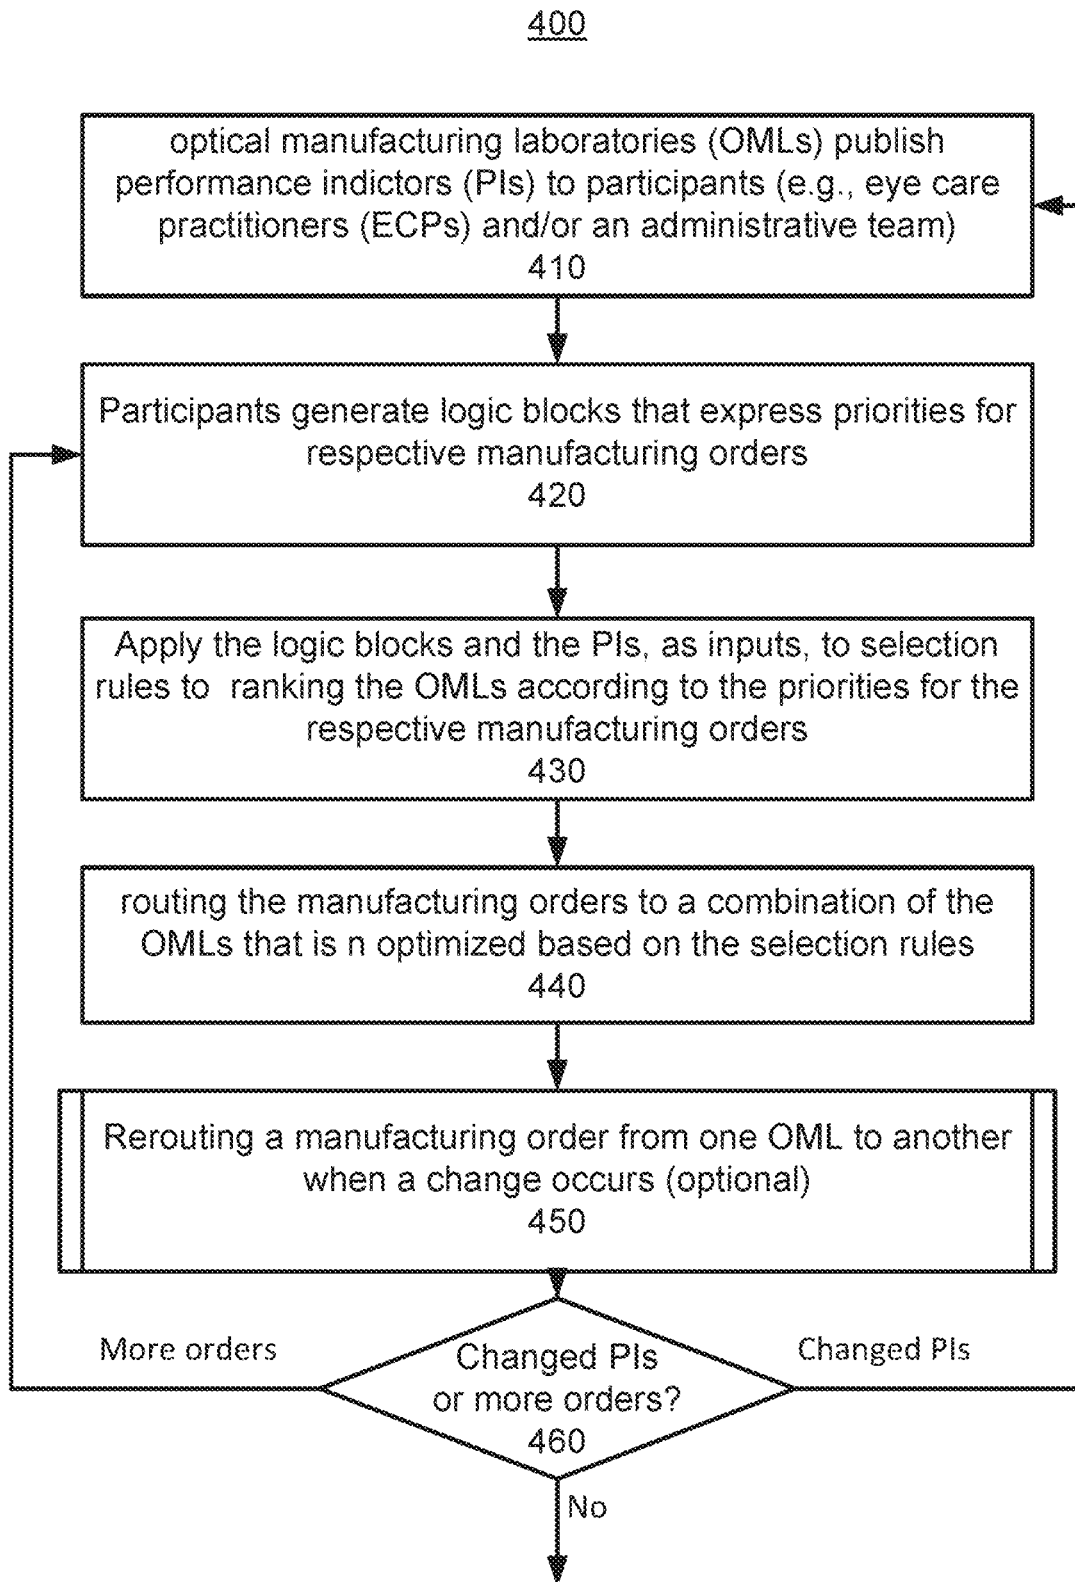 400
optical manufacturing laboratories (OMLs) publish
performance indictors (PIs) to participants (e.g., eye care
practitioners (ECPs) and/or an administrative team)
410
Participants generate logic blocks that express priorities for
respective manufacturing orders
420
Apply the logic blocks and the PIs, as inputs, to selection
rules to ranking the OMLs according to the priorities for the
respective manufacturing orders
430
routing the manufacturing orders to a combination of the
OMLs that is n optimized based on the selection rules
440
Rerouting a manufacturing order from one OML to another
when a change occurs (optional)
450
More orders
Changed PIs
Changed PIs
or more orders?
460
No